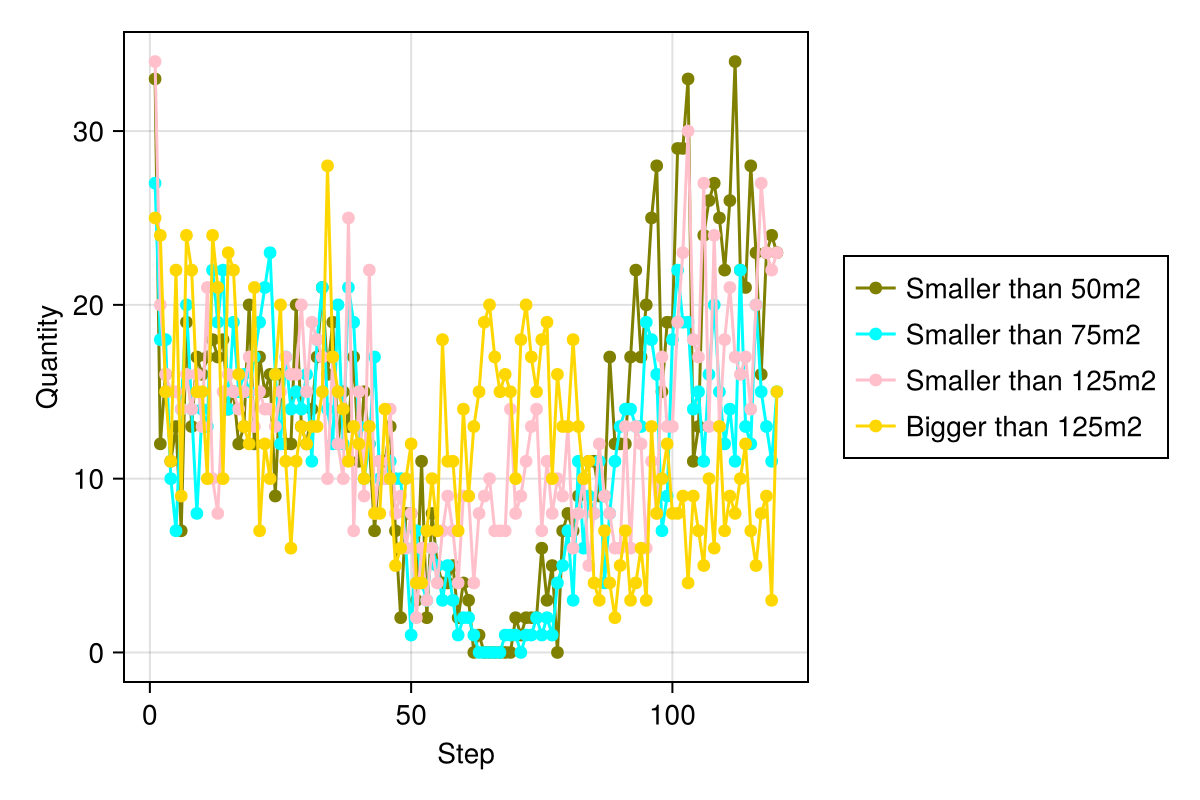 30
20
10
0
Quantity
0
50
100
Step
Smaller than 50m2
Smaller than 75m2
Smaller than 125m2
Bigger than 125m2